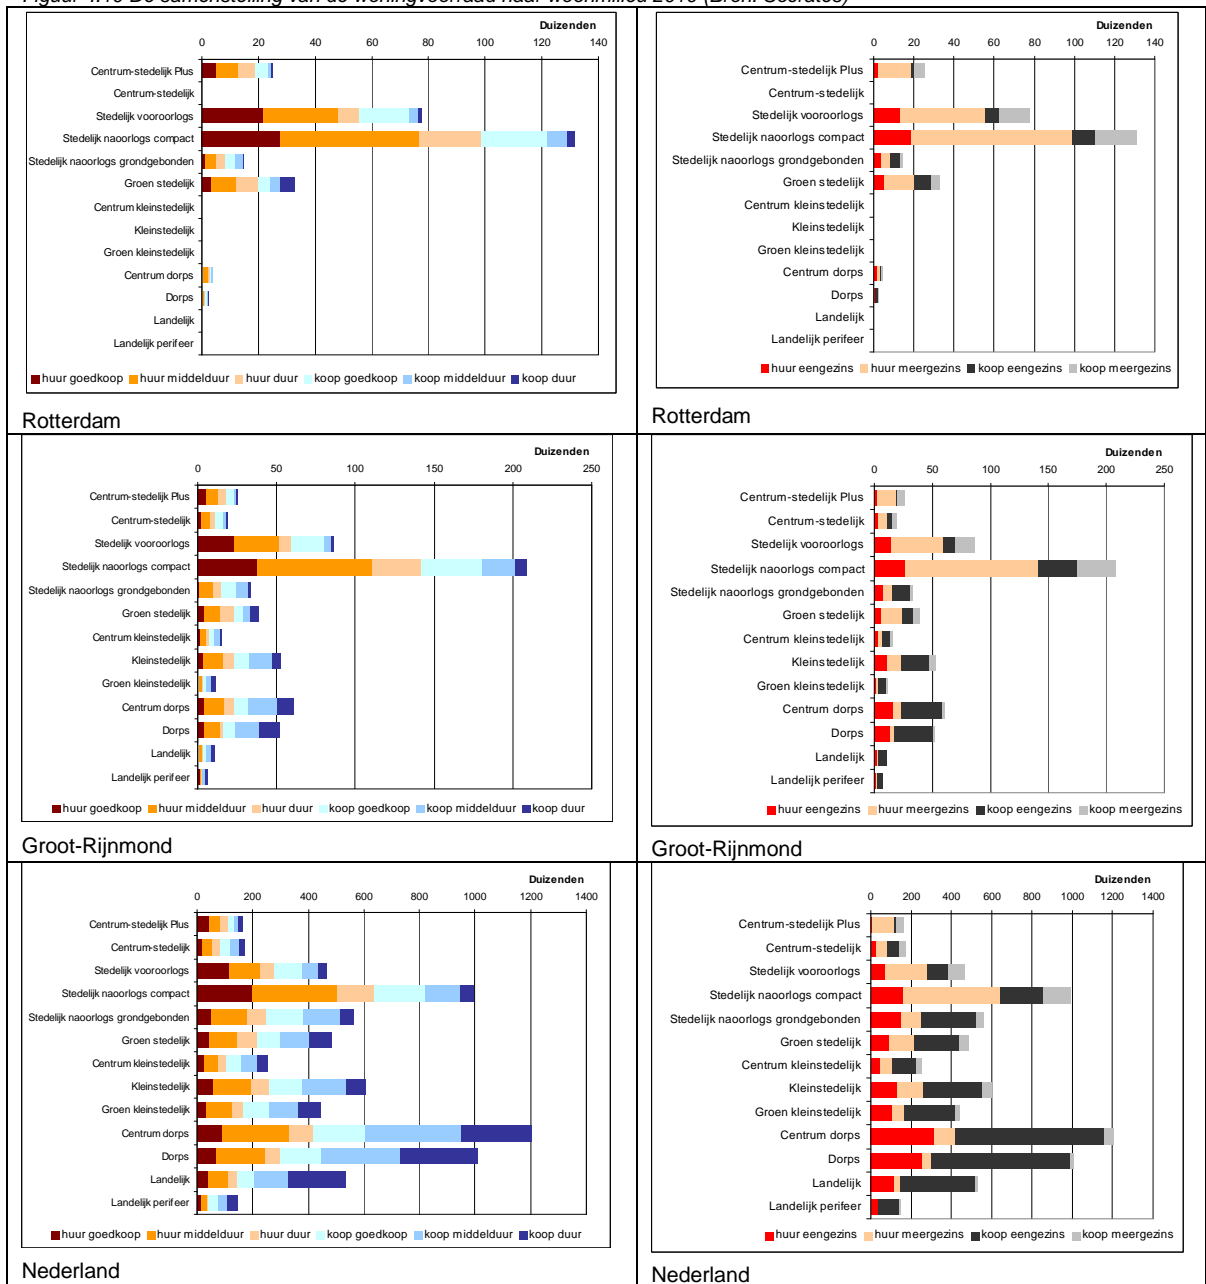 Figuur 4.10 De samenstelling van de woningvoorraad naar woonmilieu 2010 (Bron: Socrates)
Duizenden
0 20 40 60 80 100 120 140
Centrum-stedelijk Plus
Centrum-stedelijk
Stedelijk vooroorlogs
Stedelijk naoorlogs compact
Stedelijk naoorlogs grondgebonden
Groen stedelijk
Centrum kleinstedelijk
Kleinstedelijk
Groen kleinstedelijk
Centrum dorps
Dorps
Landelijk
Landelijk perifeer
huur goedkoop huur middelduur huur duur koop goedkoop koop middelduur koop duur
Rotterdam
Duizenden
0 20 40 60 80 100 120 140
Centrum-stedelijk Plus
Centrum-stedelijk
Stedelijk vooroorlogs
Stedelijk naoorlogs compact
Stedelijk naoorlogs grondgebonden
Groen stedelijk
Centrum kleinstedelijk
Kleinstedelijk
Groen kleinstedelijk
Centrum dorps
Dorps
Landelijk
Landelijk perifeer
huur eengezins huur meergezins koop eengezins koop meergezins
Rotterdam
Duizenden
0 50 100 150 200 250
Centrum-stedelijk Plus
Centrum-stedelijk
Stedelijk vooroorlogs
Stedelijk naoorlogs compact
Stedelijk naoorlogs grondgebonden
Groen stedelijk
Centrum kleinstedelijk
Kleinstedelijk
Groen kleinstedelijk
Centrum dorps
Dorps
Landelijk
Landelijk perifeer
huur goedkoop huur middelduur huur duur koop goedkoop koop middelduur koop duur
Groot-Rijnmond
Duizenden
0 50 100 150 200 250
Centrum-stedelijk Plus
Centrum-stedelijk
Stedelijk vooroorlogs
Stedelijk naoorlogs compact
Stedelijk naoorlogs grondgebonden
Groen stedelijk
Centrum kleinstedelijk
Kleinstedelijk
Groen kleinstedelijk
Centrum dorps
Dorps
Landelijk
Landelijk perifeer
huur eengezins huur meergezins koop eengezins koop meergezins
Groot-Rijnmond
Duizenden
0 200 400 600 800 1000 1200 1400
Centrum-stedelijk Plus
Centrum-stedelijk
Stedelijk vooroorlogs
Stedelijk naoorlogs compact
Stedelijk naoorlogs grondgebonden
Groen stedelijk
Centrum kleinstedelijk
Kleinstedelijk
Groen kleinstedelijk
Centrum dorps
Dorps
Landelijk
Landelijk perifeer
huur goedkoop huur middelduur huur duur koop goedkoop koop middelduur koop duur
Nederland
Duizenden
0 200 400 600 800 1000 1200 1400
Centrum-stedelijk Plus
Centrum-stedelijk
Stedelijk vooroorlogs
Stedelijk naoorlogs compact
Stedelijk naoorlogs grondgebonden
Groen stedelijk
Centrum kleinstedelijk
Kleinstedelijk
Groen kleinstedelijk
Centrum dorps
Dorps
Landelijk
Landelijk perifeer
huur eengezins huur meergezins koop eengezins koop meergezins
Nederland